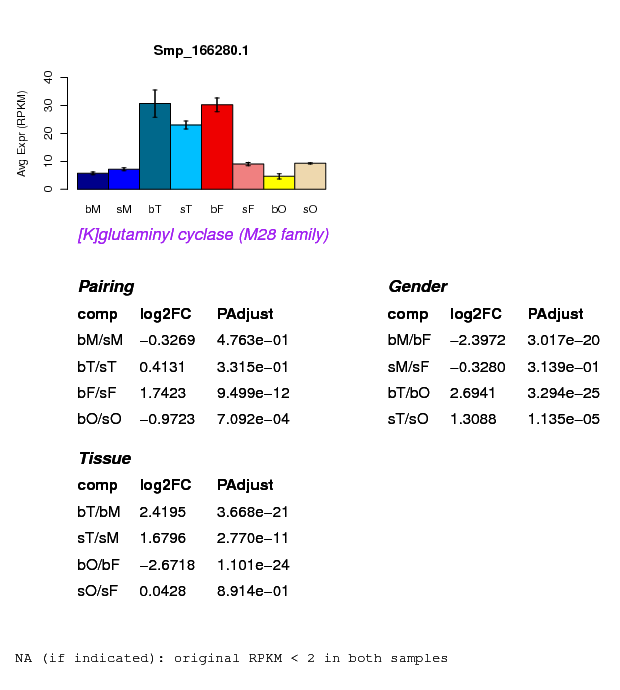 Smp_166280.1
Avg Expr (RPKM)
0 10 20 30 40
bM sM bT sT bF sF bO sO
[K]glutaminyl cyclase (M28 family)
Pairing
comp log2FC PAdjust
bM/sM −0.3269 4.763e−01
bT/sT 0.4131 3.315e−01
bF/sF 1.7423 9.499e−12
bO/sO −0.9723 7.092e−04
Gender
comp log2FC PAdjust
bM/bF −2.3972 3.017e−20
sM/sF −0.3280 3.139e−01
bT/bO 2.6941 3.294e−25
sT/sO 1.3088 1.135e−05
Tissue
comp log2FC PAdjust
bT/bM 2.4195 3.668e−21
sT/sM 1.6796 2.770e−11
bO/bF −2.6718 1.101e−24
sO/sF 0.0428 8.914e−01
NA (if indicated): original RPKM < 2 in both samples